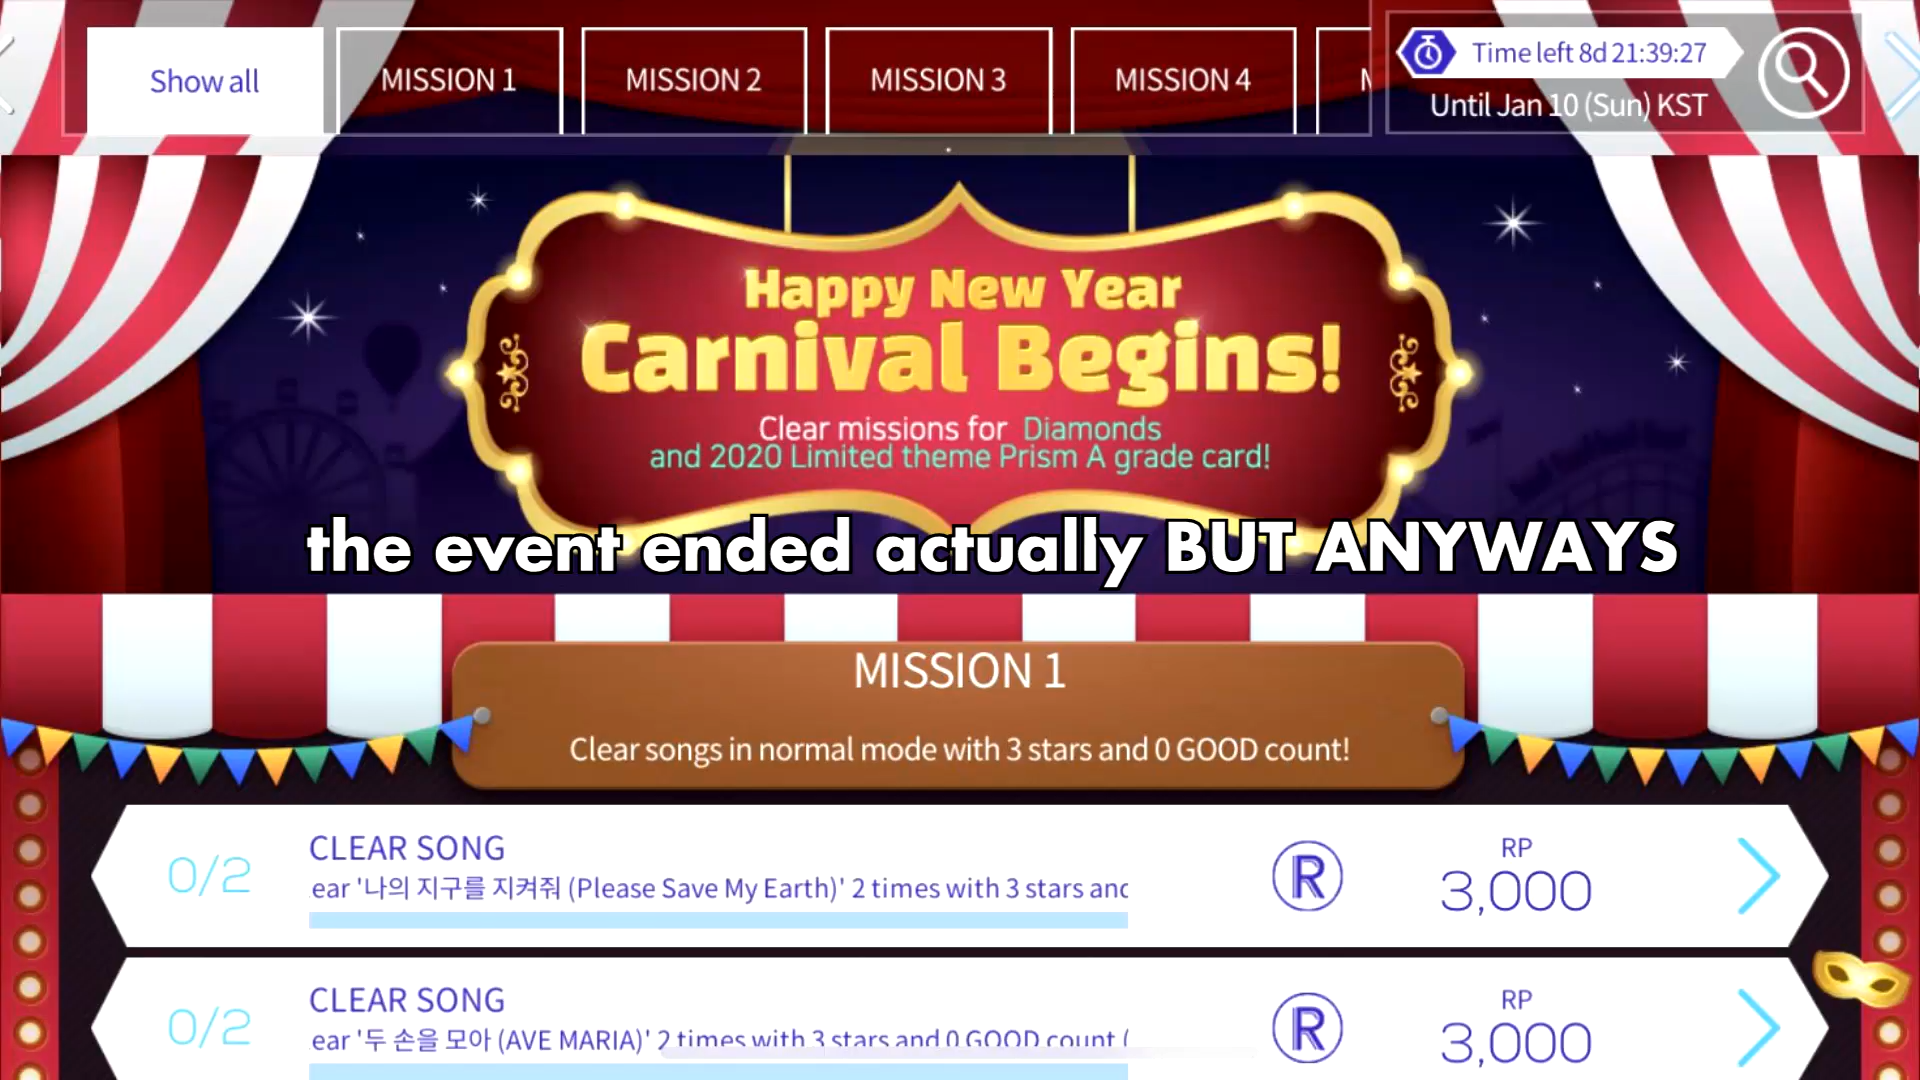 Show all
MISSION 1
MISSION 2
MISSION 3
MISSION 4
Time left 8d 21:39:27
Until Jan 10 (Sun) KST
Happy New Year
Carnival Begins!
Clear missions for Diamonds
and 2020 Limited theme Prism A grade card!
the event ended actually BUT ANYWAYS
MISSION 1
Clear songs in normal mode with 3 stars and 0 GOOD count!
0/2
CLEAR SONG
ear '나의 지구를 지켜줘 (Please Save My Earth)' 2 times with 3 stars and
R
RP
3,000
0/2
CLEAR SONG
ear '두 손을 모아 (AVE MARIA)' 2 times with 3 stars and 0 GOOD count (
R
RP
3,000